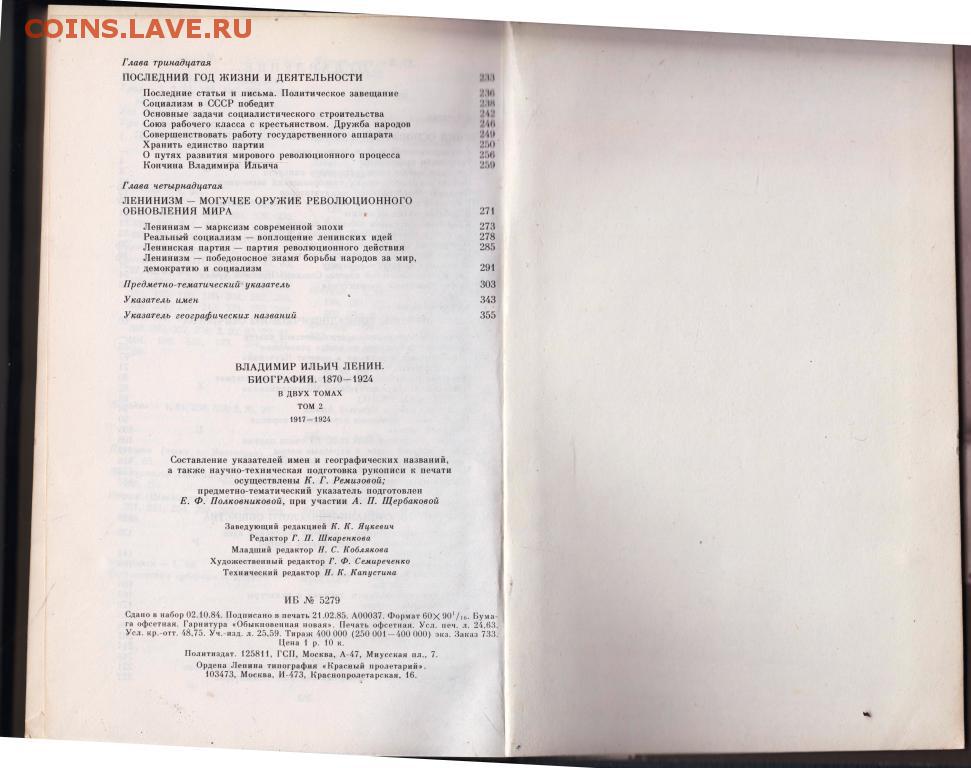 COINS.LAVE.RU
Глава тринадцатая
ПОСЛЕДНИЙ ГОД ЖИЗНИ И ДЕЯТЕЛЬНОСТИ 233
Последние статьи и письма. Политическое завещание 236
Социализм в СССР победит 238
Основные задачи социалистического строительства 242
Союз рабочего класса с крестьянством. Дружба народов 246
Совершенствовать работу государственного аппарата 249
Хранить единство партии 250
О путях развития мирового революционного процесса 256
Кончина Владимира Ильича 259
Глава четырнадцатая
ЛЕНИНИЗМ — МОГУЧЕЕ ОРУЖИЕ РЕВОЛЮЦИОННОГО
ОБНОВЛЕНИЯ МИРА 271
Ленинизм — марксизм современной эпохи 273
Реальный социализм — воплощение ленинских идей 278
Ленинская партия — партия революционного действия 285
Ленинизм — победоносное знамя борьбы народов за мир,
демократию и социализм 291
Предметно-тематический указатель 303
Указатель имен 343
Указатель географических названий 355
ВЛАДИМИР ИЛЬИЧ ЛЕНИН.
БИОГРАФИЯ. 1870—1924
В ДВУХ ТОМАХ
ТОМ 2
1917—1924
Составление указателей имен и географических названий,
а также научно-техническая подготовка рукописи к печати
осуществлены К. Г. Ремизовой;
предметно-тематический указатель подготовлен
Е. Ф. Полковниковой, при участии А. П. Щербаковой
Заведующий редакцией К. К. Яцкевич
Редактор Г. П. Шкаренкова
Младший редактор Н. С. Коблякова
Художественный редактор Г. Ф. Семиреченко
Технический редактор Н. К. Капустина
ИБ № 5279
Сдано в набор 02.10.84. Подписано в печать 21.02.85. А00037. Формат 60×90¹/₁₆. Бума-
га офсетная. Гарнитура «Обыкновенная новая». Печать офсетная. Усл. печ. л. 24,63.
Усл. кр.-отт. 48,75. Уч.-изд. л. 25,59. Тираж 400 000 (250 001—400 000) экз. Заказ 733.
Цена 1 р. 10 к.
Политиздат. 125811, ГСП, Москва, А-47, Миусская пл., 7.
Ордена Ленина типография «Красный пролетарий».
103473, Москва, И-473, Краснопролетарская, 16.